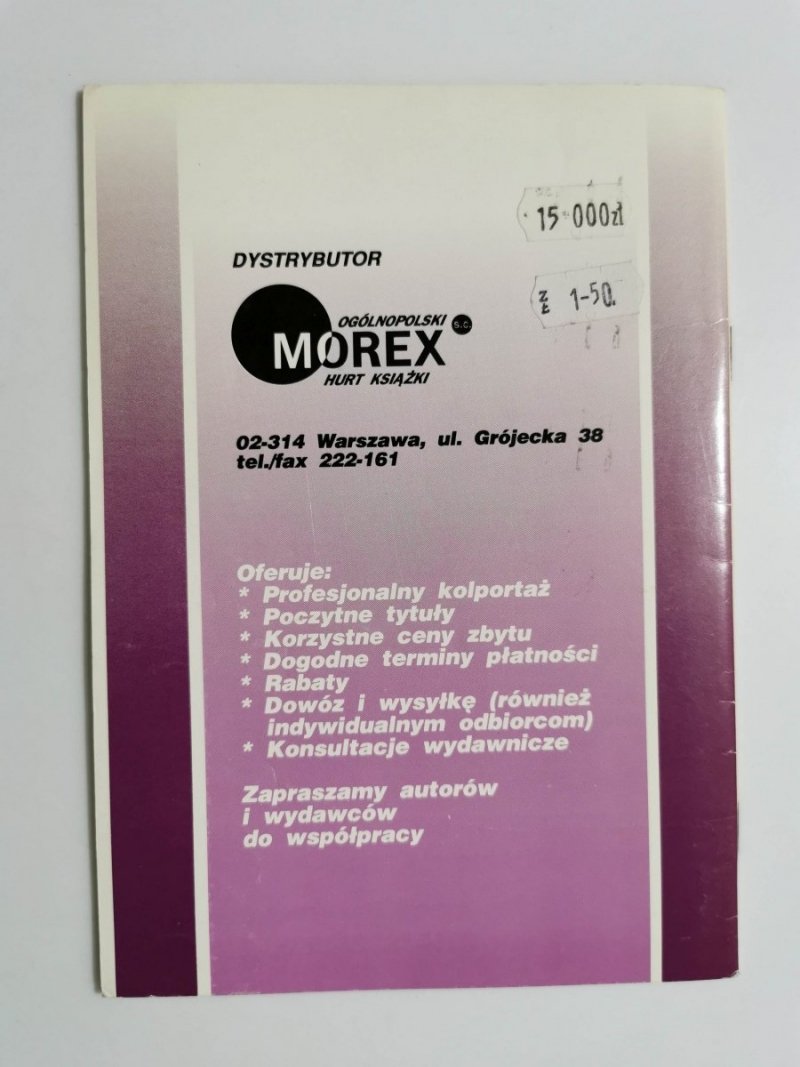 15 000zł
DYSTRYBUTOR
ZŁ 1-50.
OGÓLNOPOLSKI s.c.
MOREX
HURT KSIĄŻKI
02-314 Warszawa, ul. Grójecka 38
tel./fax 222-161
Oferuje:
* Profesjonalny kolportaż
* Poczytne tytuły
* Korzystne ceny zbytu
* Dogodne terminy płatności
* Rabaty
* Dowóz i wysyłkę (również
indywidualnym odbiorcom)
* Konsultacje wydawnicze
Zapraszamy autorów
i wydawców
do współpracy